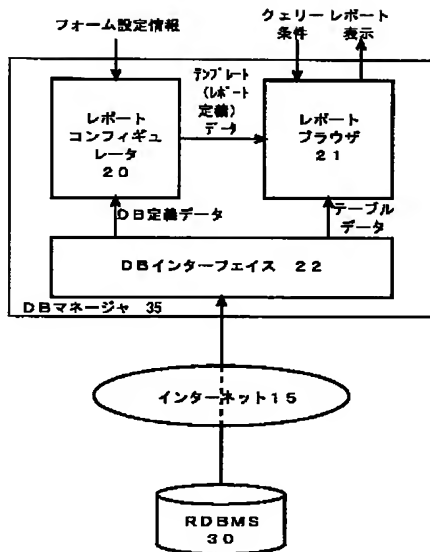 フォーム設定情報
クェリー レポート
条件 表示
テンプレート
(レポート
定義)
データ
レポート
コンフィギュ
レータ
20
レポート
ブラウザ
21
DB定義データ
テーブル
データ
DBインターフェイス 22
DBマネージャ 35
インターネット15
RDBMS
30